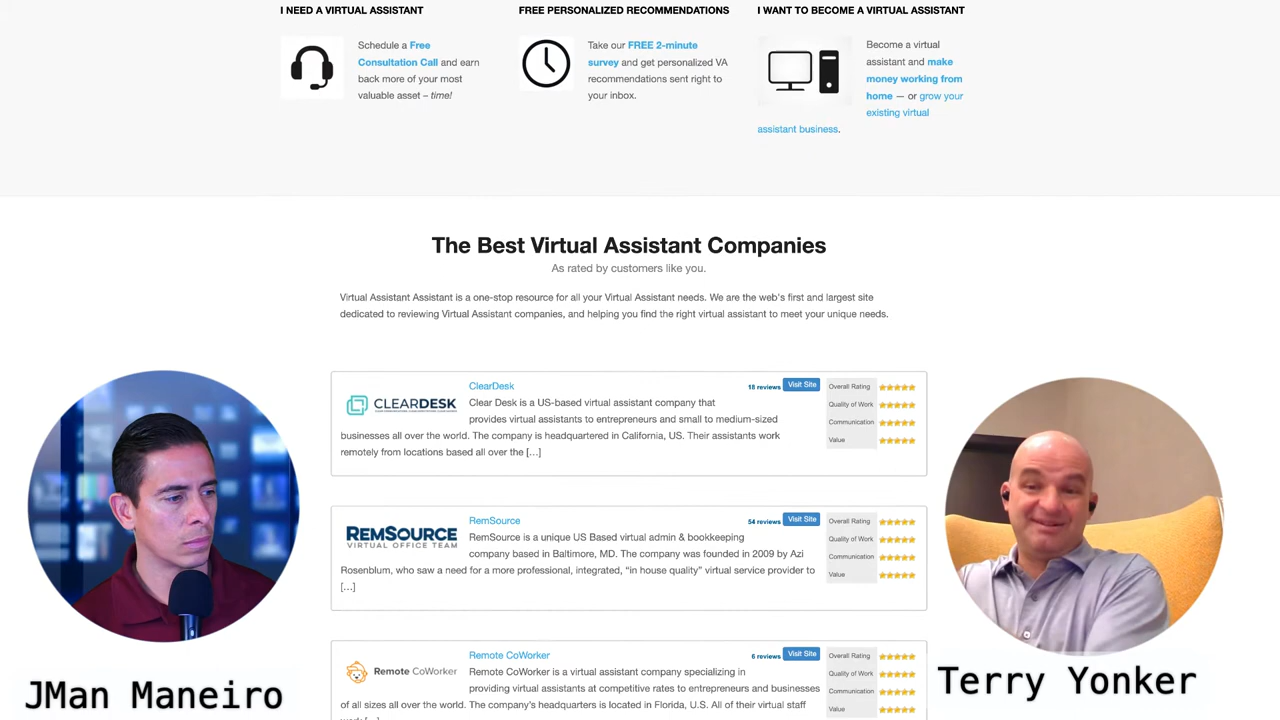 I NEED A VIRTUAL ASSISTANT
Schedule a Free
Consultation Call and earn
back more of your most
valuable asset – time!
FREE PERSONALIZED RECOMMENDATIONS
Take our FREE 2-minute
survey and get personalized VA
recommendations sent right to
your inbox.
I WANT TO BECOME A VIRTUAL ASSISTANT
Become a virtual
assistant and make
money working from
home — or grow your
existing virtual
assistant business.
The Best Virtual Assistant Companies
As rated by customers like you.
Virtual Assistant Assistant is a one-stop resource for all your Virtual Assistant needs. We are the web's first and largest site
dedicated to reviewing Virtual Assistant companies, and helping you find the right virtual assistant to meet your unique needs.
CLEARDESK
ClearDesk
18 reviews
Visit Site
Clear Desk is a US-based virtual assistant company that
provides virtual assistants to entrepreneurs and small to medium-sized
businesses all over the world. The company is headquartered in California, US. Their assistants work
remotely from locations based all over the […]
Overall Rating
Quality of Work
Communication
Value
REMSOURCE
VIRTUAL OFFICE TEAM
RemSource
54 reviews
Visit Site
RemSource is a unique US Based virtual admin & bookkeeping
company based in Baltimore, MD. The company was founded in 2009 by Azi
Rosenblum, who saw a need for a more professional, integrated, “in house quality” virtual service provider to
[…]
Overall Rating
Quality of Work
Communication
Value
Remote CoWorker
Remote CoWorker
6 reviews
Visit Site
Remote CoWorker is a virtual assistant company specializing in
providing virtual assistants at competitive rates to entrepreneurs and businesses
of all sizes all over the world. The company's headquarters is located in Florida, U.S. All of their virtual staff
Overall Rating
Quality of Work
Communication
Value
JMan Maneiro
Terry Yonker